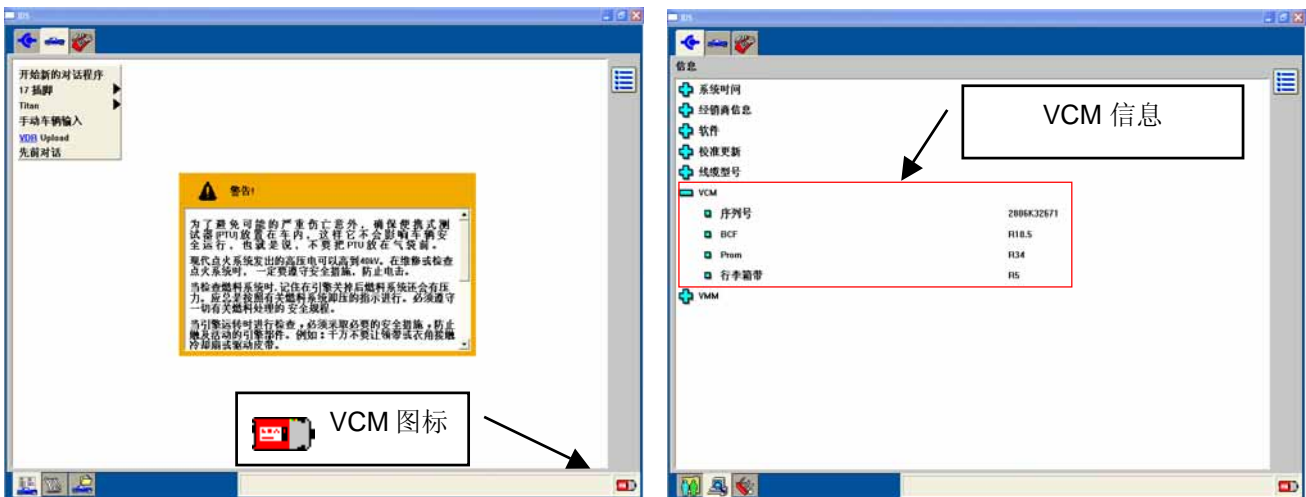 IDS
开始新的对话程序
17 插脚
Titan
手动车辆输入
VDR Upload
先前对话
警告!
为了避免可能的严重伤亡意外，确保便携式测
试器(PTU)放置在车内，这样它不会影响车辆安
全运行，也就是说，不要把PTU放在气袋前。
现代点火系统发出的高压电可以高到40kV。在维修或检查
点火系统时，一定要遵守安全措施，防止电击。
当检查燃料系统时,记住在引擎关掉后燃料系统还会有压
力。应总是按照有关燃料系统卸压的指示进行。必须遵守
一切有关燃料处理的 安全规程。
当引擎运转时进行检查，必须采取必要的安全措施，防止
触及活动的引擎部件。例如：千万不要让领带或衣角接触
冷却扇或驱动皮带。
VCM 图标
IDS
信息
系统时间
经销商信息
软件
校准更新
线缆型号
VCM
序列号 2886K32671
BCF R18.5
Prom R34
行李箱带 R5
VMM
VCM 信息